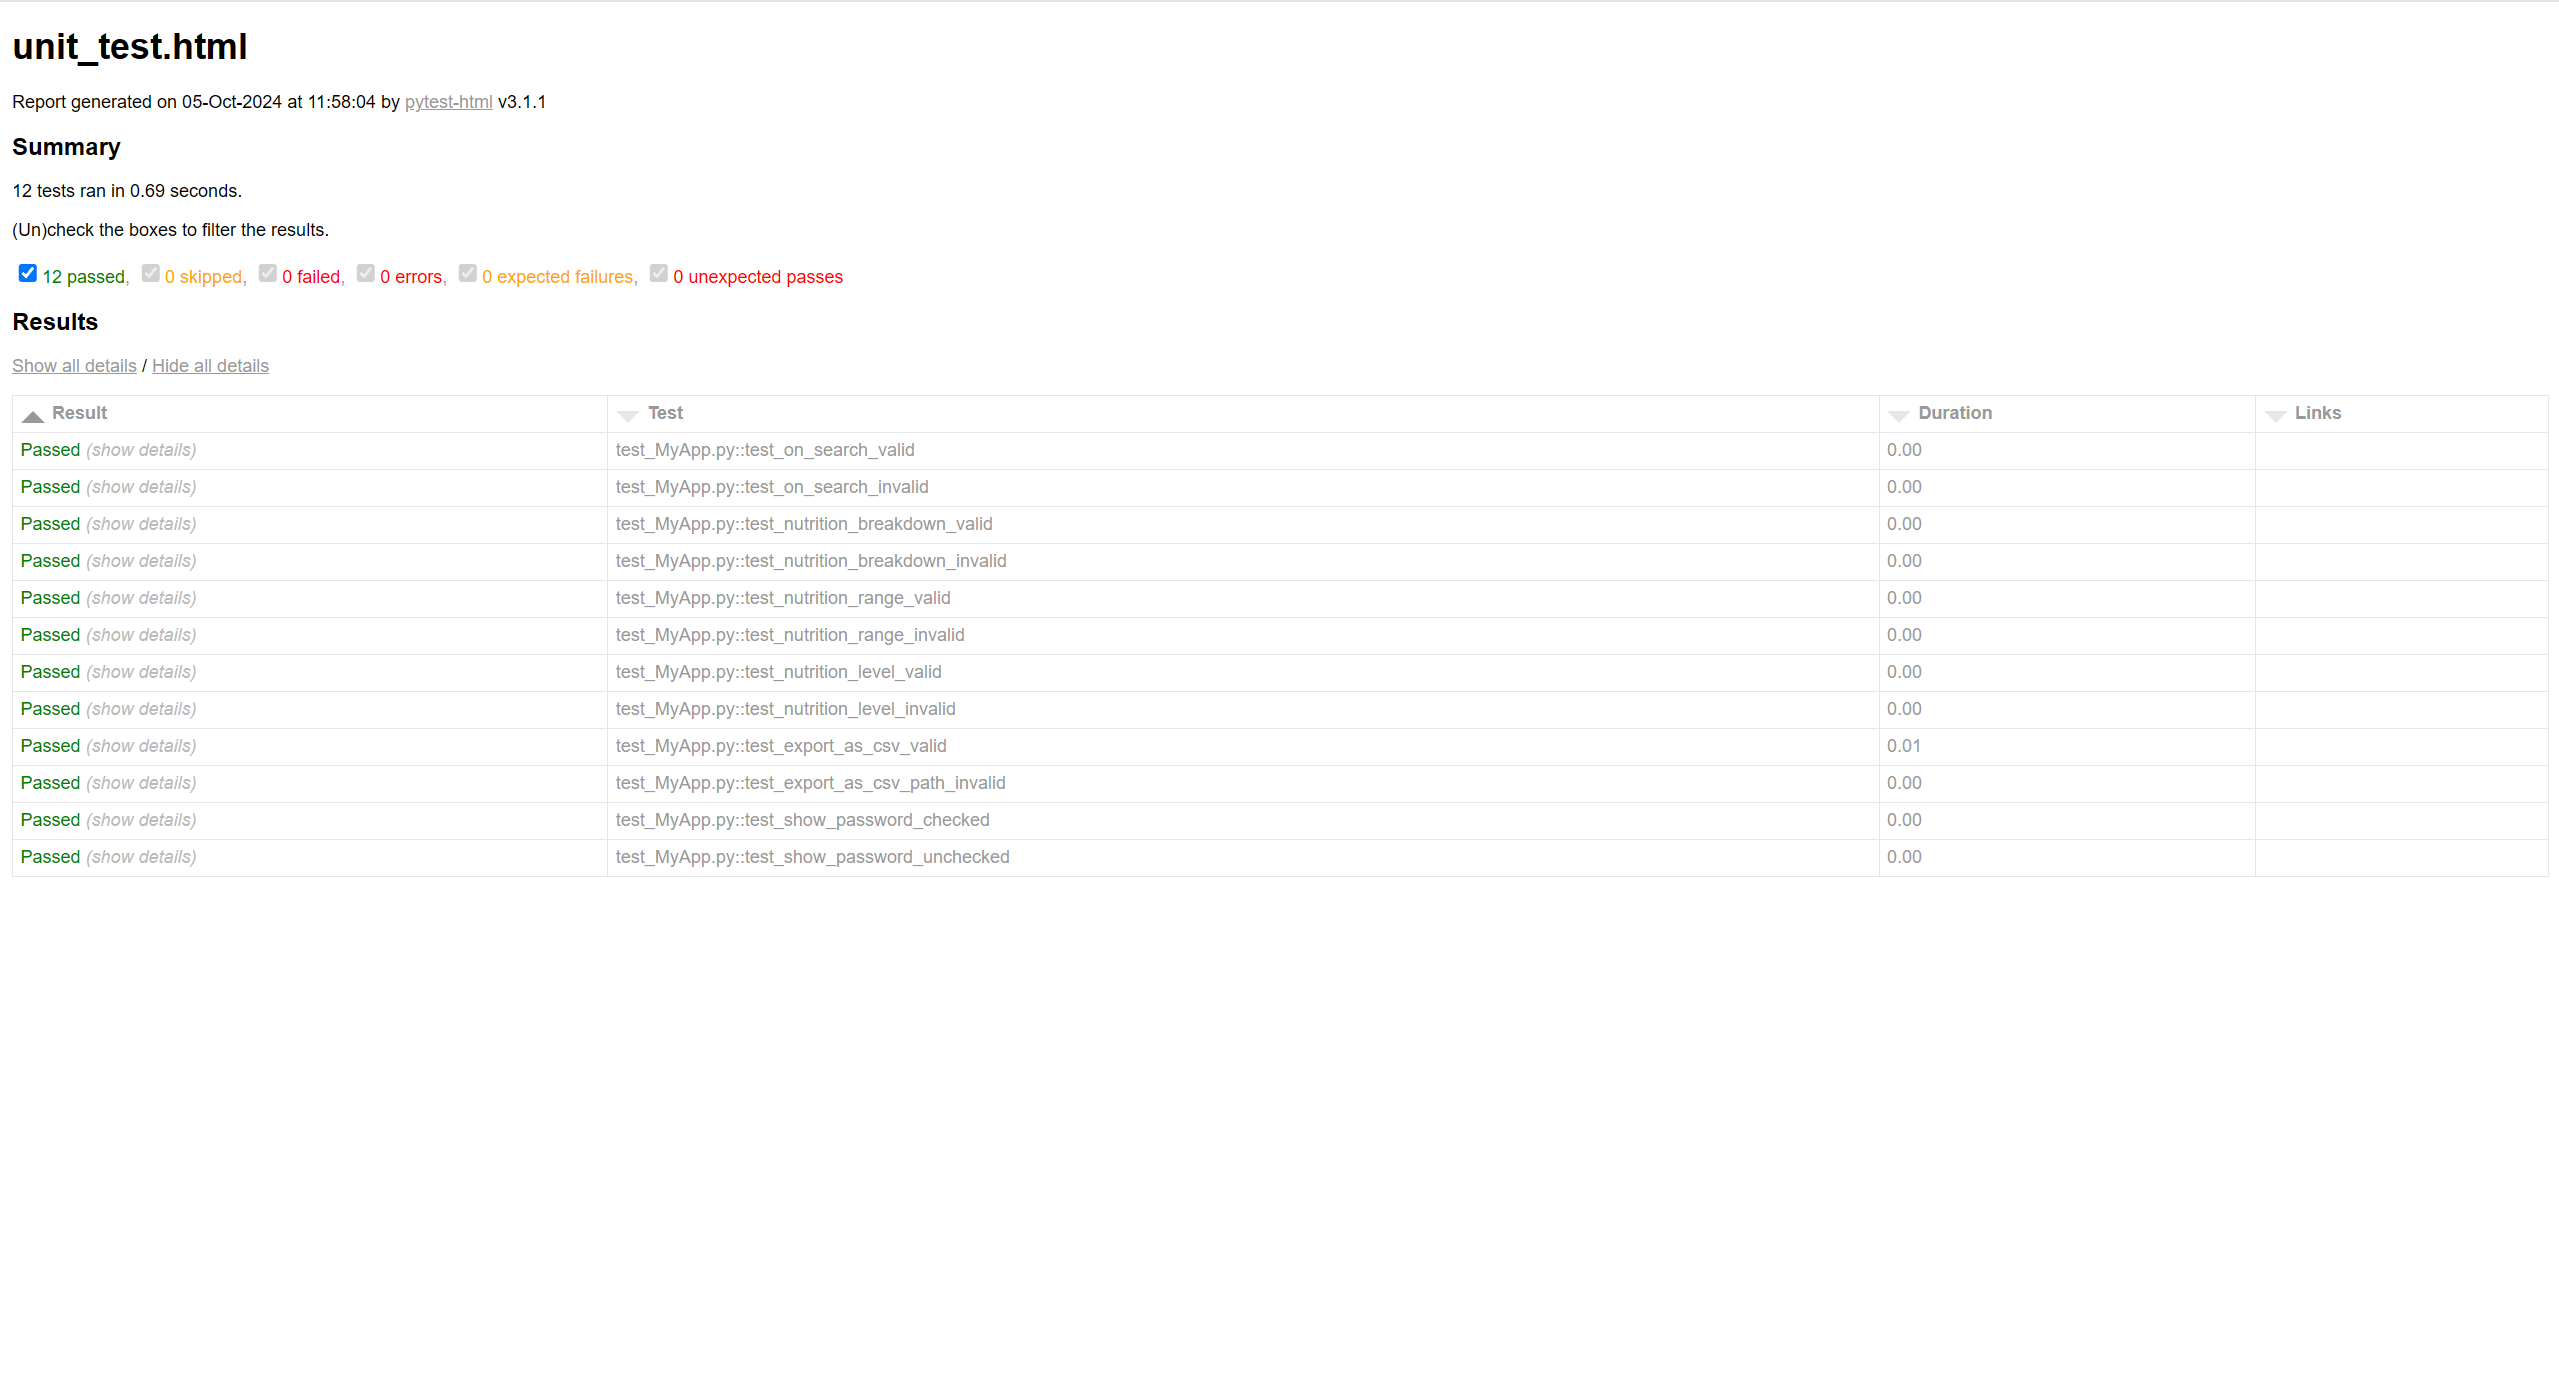 unit_test.html
Report generated on 05-Oct-2024 at 11:58:04 by pytest-html v3.1.1
Summary
12 tests ran in 0.69 seconds.
(Un)check the boxes to filter the results.
12 passed, 0 skipped, 0 failed, 0 errors, 0 expected failures, 0 unexpected passes
Results
Show all details / Hide all details
Result Test Duration Links
Passed (show details) test_MyApp.py::test_on_search_valid 0.00
Passed (show details) test_MyApp.py::test_on_search_invalid 0.00
Passed (show details) test_MyApp.py::test_nutrition_breakdown_valid 0.00
Passed (show details) test_MyApp.py::test_nutrition_breakdown_invalid 0.00
Passed (show details) test_MyApp.py::test_nutrition_range_valid 0.00
Passed (show details) test_MyApp.py::test_nutrition_range_invalid 0.00
Passed (show details) test_MyApp.py::test_nutrition_level_valid 0.00
Passed (show details) test_MyApp.py::test_nutrition_level_invalid 0.00
Passed (show details) test_MyApp.py::test_export_as_csv_valid 0.01
Passed (show details) test_MyApp.py::test_export_as_csv_path_invalid 0.00
Passed (show details) test_MyApp.py::test_show_password_checked 0.00
Passed (show details) test_MyApp.py::test_show_password_unchecked 0.00